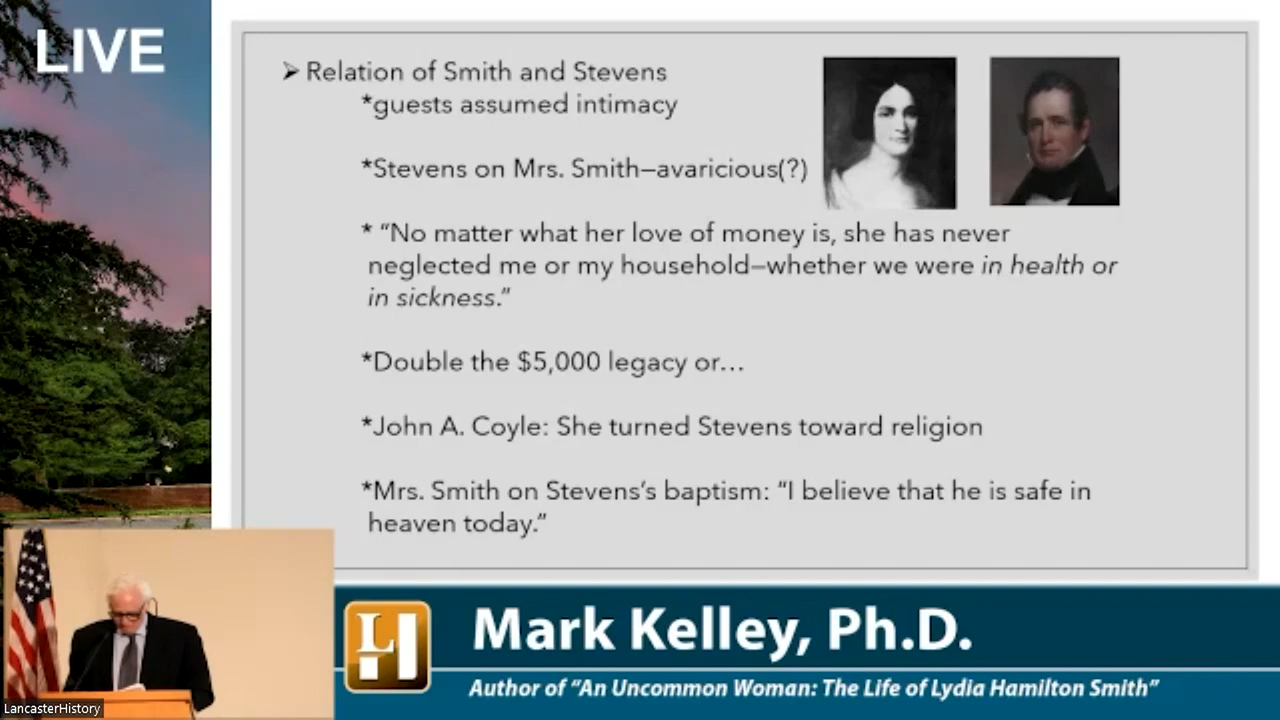 LIVE
➢ Relation of Smith and Stevens
*guests assumed intimacy
*Stevens on Mrs. Smith—avaricious(?)
* “No matter what her love of money is, she has never
neglected me or my household—whether we were in health or
in sickness.”
*Double the $5,000 legacy or…
*John A. Coyle: She turned Stevens toward religion
*Mrs. Smith on Stevens’s baptism: “I believe that he is safe in
heaven today.”
LH
Mark Kelley, Ph.D.
Author of “An Uncommon Woman: The Life of Lydia Hamilton Smith”
LancasterHistory